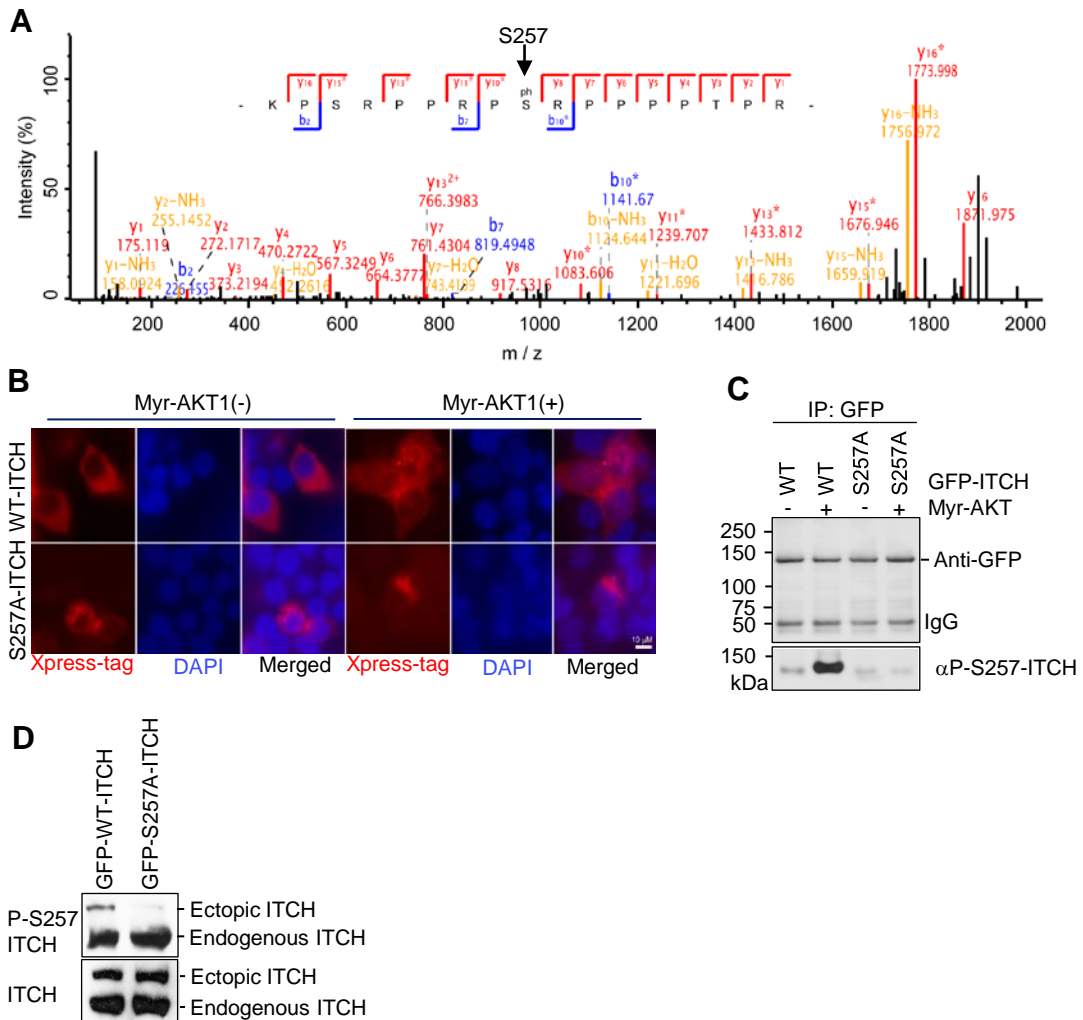 A
S257
100
50
0
Intensity (%)
y16 y15* y13* y11* y10* y8 y7 y6 y5 y4 y3 y2 y1
ph
- K P S R P P R P S R P P P P T P R -
b2 b7 b10*
y16*
1773.998
y16-NH3
1756.972
y2-NH3
255.1452
y1
175.119
y1-NH3
158.0924
b2
226.155
y2
272.1717
y3
373.2194
y4
470.2722
y5
567.3249
y6
664.3777
y13²⁺
766.3983
761.4304
b7
819.4948
y7-H2O
743.4199
y8
917.5316
y10*
1083.606
b10-NH3
1124.644
b10*
1141.67
y11*
1239.707
1221.696
y13*
1433.812
y13-NH3
1416.786
y15*
1676.946
y15-NH3
1659.919
1871.975
200 400 600 800 1000 1200 1400 1600 1800 2000
m / z
B
Myr-AKT1(-) Myr-AKT1(+)
WT-ITCH
S257A-ITCH
10 µM
Xpress-tag DAPI Merged Xpress-tag DAPI Merged
C
IP: GFP
WT WT S257A S257A GFP-ITCH
- + - + Myr-AKT
250
150
100
75
50
Anti-GFP
IgG
150
kDa
αP-S257-ITCH
D
GFP-WT-ITCH
GFP-S257A-ITCH
P-S257
ITCH
- Ectopic ITCH
- Endogenous ITCH
ITCH
- Ectopic ITCH
- Endogenous ITCH